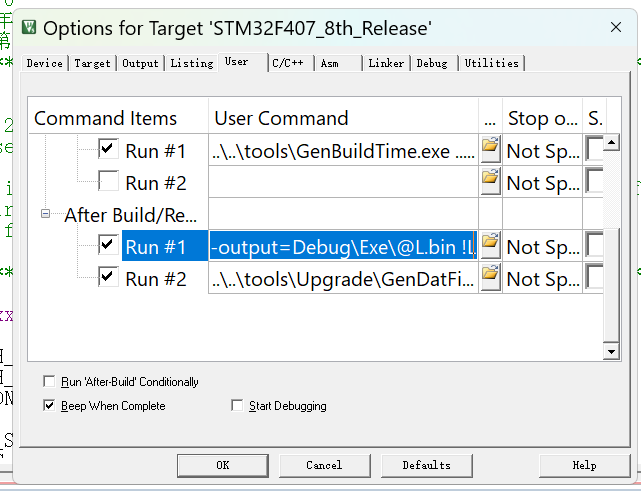 Options for Target 'STM32F407_8th_Release'
Device Target Output Listing User C/C++ Asm Linker Debug Utilities
Command Items User Command ... Stop o... S.
Run #1 ..\..\tools\GenBuildTime.exe ..... Not Sp...
Run #2 Not Sp...
After Build/Re...
Run #1 -output=Debug\Exe\@L.bin !L Not Sp...
Run #2 ..\..\tools\Upgrade\GenDatFi... Not Sp...
Run 'After-Build' Conditionally
Beep When Complete Start Debugging
OK Cancel Defaults Help